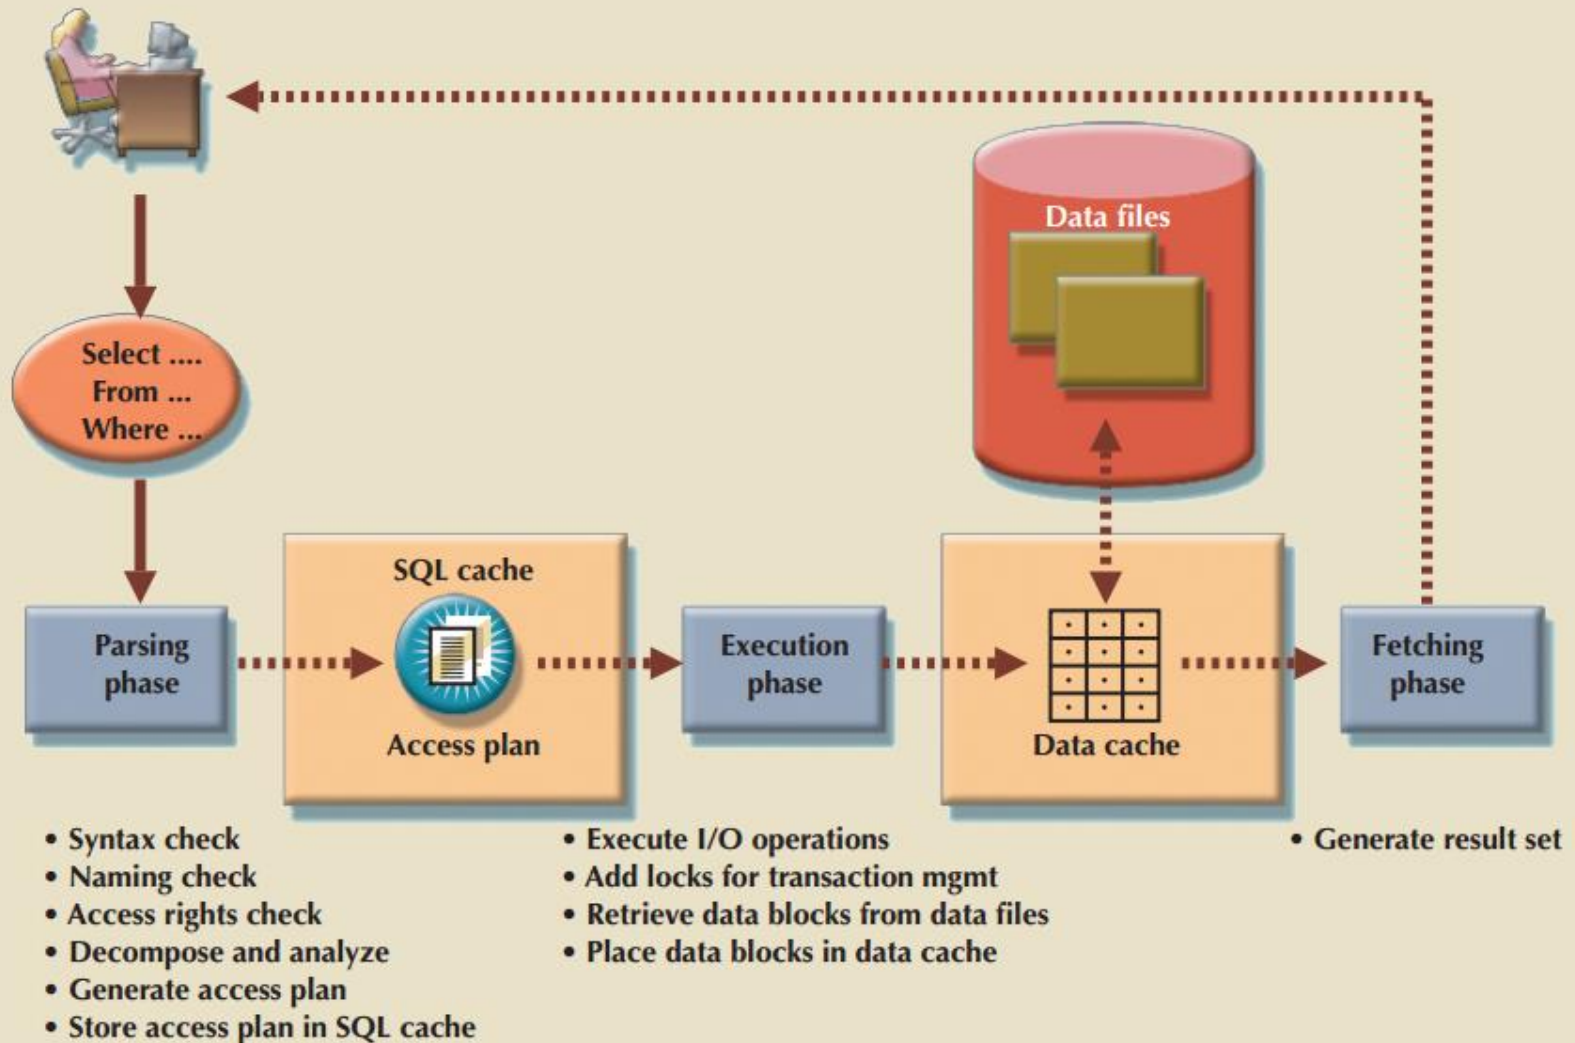 Data files
Select ....
From ...
Where ...
SQL cache
Parsing
phase
Execution
phase
Fetching
phase
Access plan
Data cache
• Syntax check
• Naming check
• Access rights check
• Decompose and analyze
• Generate access plan
• Store access plan in SQL cache
• Execute I/O operations
• Add locks for transaction mgmt
• Retrieve data blocks from data files
• Place data blocks in data cache
• Generate result set